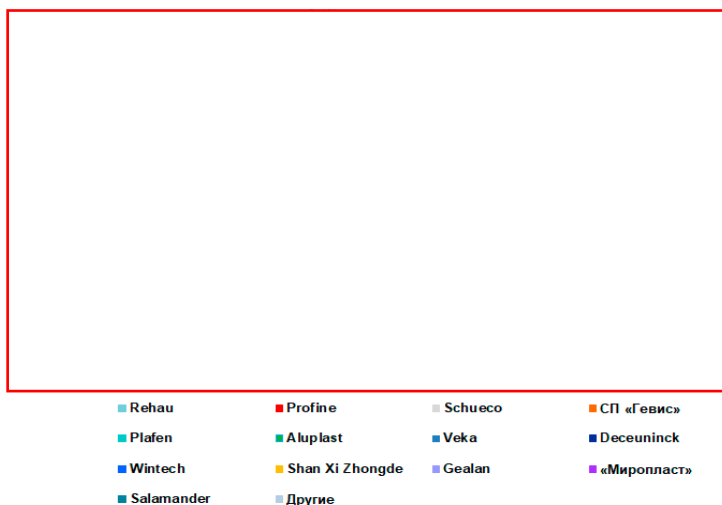 Rehau Profine Schueco СП «Гевис»
Plafen Aluplast Veka Deceuninck
Wintech Shan Xi Zhongde Gealan «Миропласт»
Salamander Другие